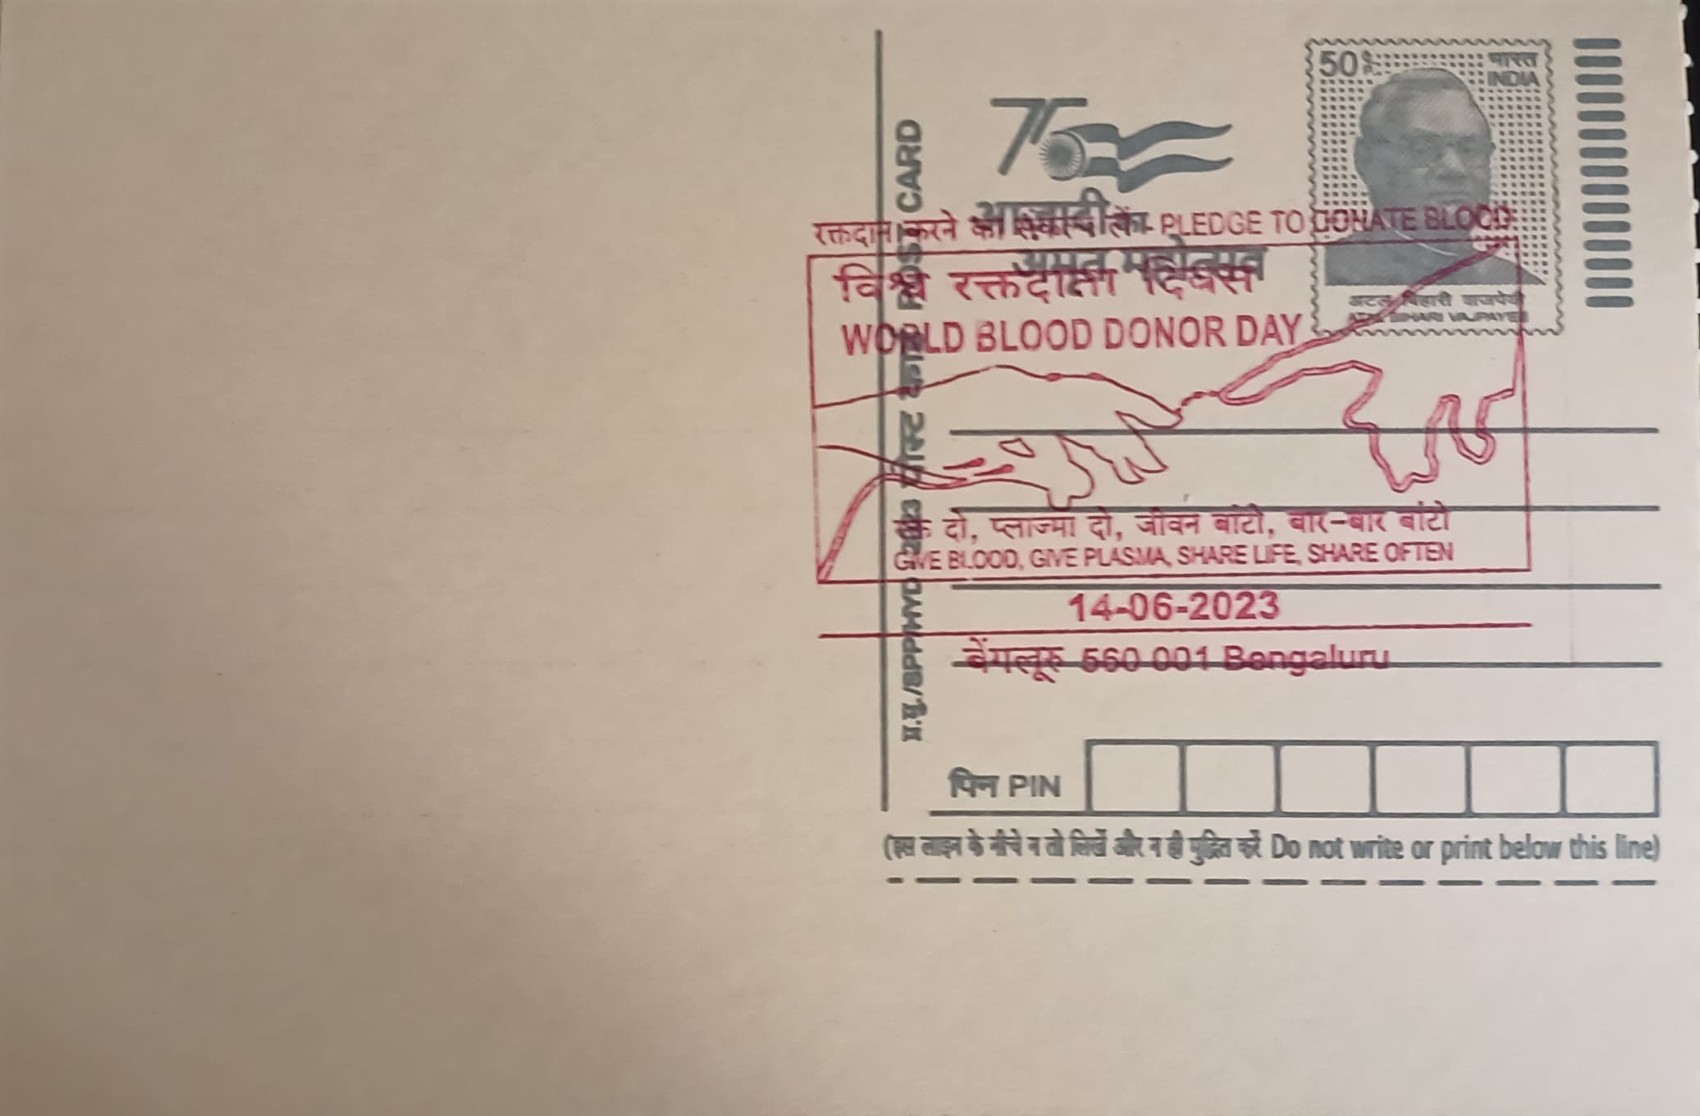 50
भारत
INDIA
75
आज़ादी का
अमृत महोत्सव
अटल बिहारी वाजपेयी
ATAL BIHARI VAJPAYEE
रक्तदान करने का संकल्प लें- PLEDGE TO DONATE BLOOD
विश्व रक्तदाता दिवस
WORLD BLOOD DONOR DAY
रक्त दो, प्लाज्मा दो, जीवन बांटो, बार-बार बांटो
GIVE BLOOD, GIVE PLASMA, SHARE LIFE, SHARE OFTEN
14-06-2023
बेंगलूरु 560 001 Bengaluru
प्र.मु./SPP/HYD पोस्ट कार्ड POST CARD
पिन PIN
(इस लाइन के नीचे न तो लिखें और न ही मुद्रित करें Do not write or print below this line)